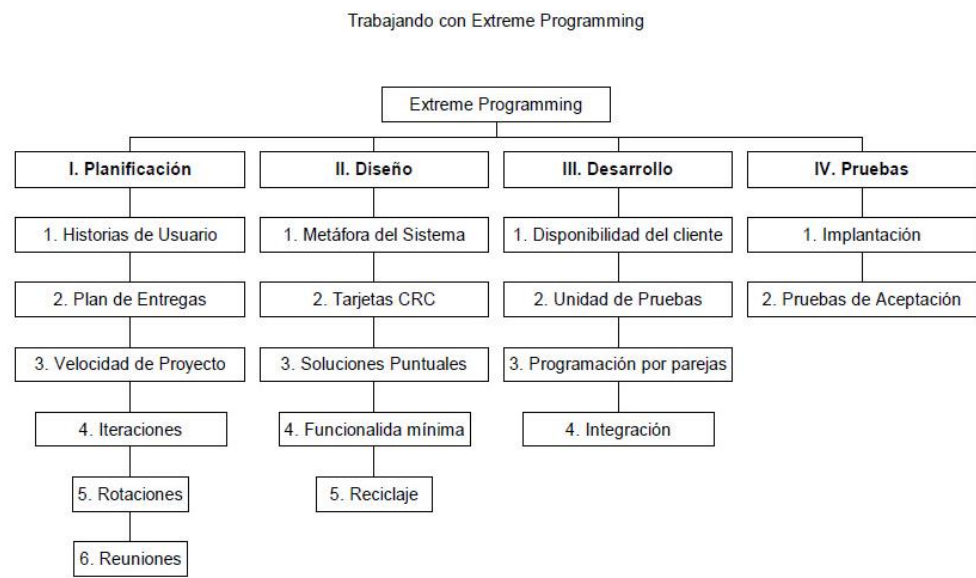 Trabajando con Extreme Programming
Extreme Programming
I. Planificación
II. Diseño
III. Desarrollo
IV. Pruebas
1. Historias de Usuario
1. Metáfora del Sistema
1. Disponibilidad del cliente
1. Implantación
2. Plan de Entregas
2. Tarjetas CRC
2. Unidad de Pruebas
2. Pruebas de Aceptación
3. Velocidad de Proyecto
3. Soluciones Puntuales
3. Programación por parejas
4. Iteraciones
4. Funcionalida mínima
4. Integración
5. Rotaciones
5. Reciclaje
6. Reuniones